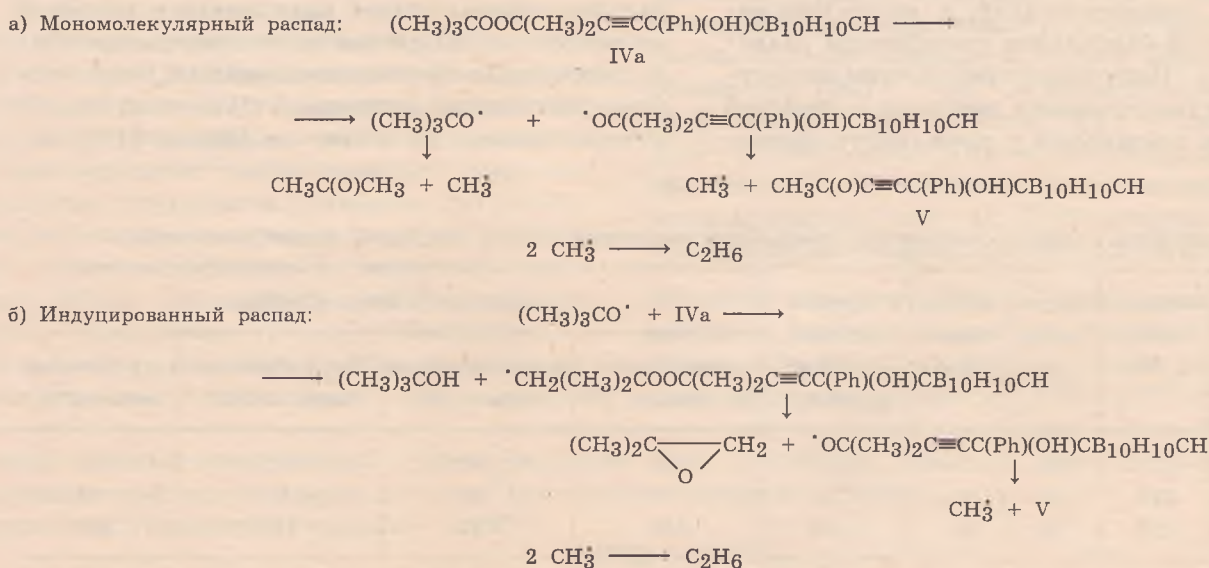 а) Мономолекулярный распад: (CH3)3COOC(CH3)2C≡CC(Ph)(OH)CB10H10CH ⟶
IVa
⟶ (CH3)3CO˙ + ˙OC(CH3)2C≡CC(Ph)(OH)CB10H10CH
↓ ↓
CH3C(O)CH3 + CH3˙ CH3˙ + CH3C(O)C≡CC(Ph)(OH)CB10H10CH
V
2 CH3˙ ⟶ C2H6
б) Индуцированный распад: (CH3)3CO˙ + IVa ⟶
⟶ (CH3)3COH + ˙CH2(CH3)2COOC(CH3)2C≡CC(Ph)(OH)CB10H10CH
↓
(CH3)2C—CH2 + ˙OC(CH3)2C≡CC(Ph)(OH)CB10H10CH
O ↓
CH3˙ + V
2 CH3˙ ⟶ C2H6